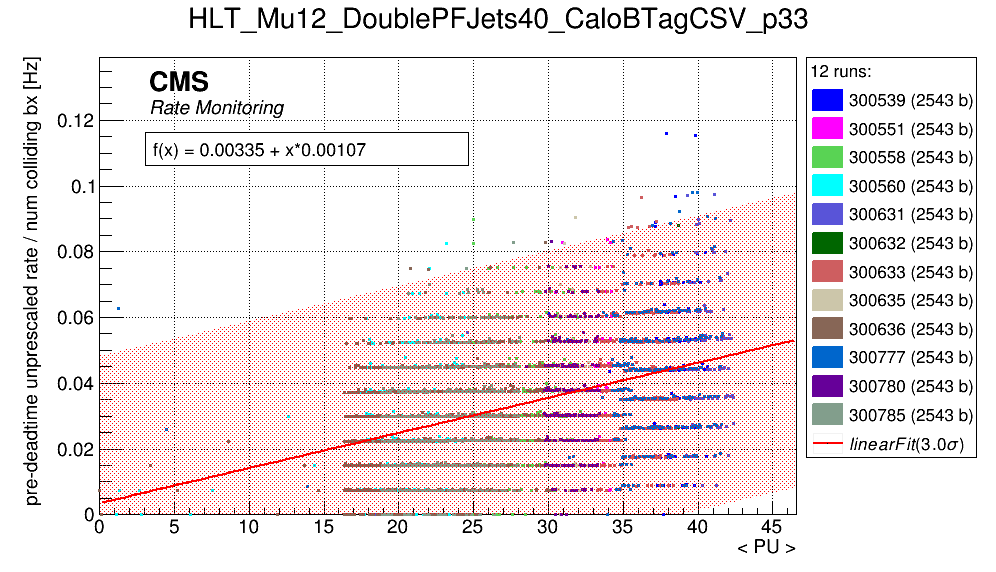 HLT_Mu12_DoublePFJets40_CaloBTagCSV_p33
pre-deadtime unprescaled rate / num colliding bx [Hz]
CMS
Rate Monitoring
f(x) = 0.00335 + x*0.00107
0.12
0.1
0.08
0.06
0.04
0.02
0
0 5 10 15 20 25 30 35 40 45
< PU >
12 runs:
300539 (2543 b)
300551 (2543 b)
300558 (2543 b)
300560 (2543 b)
300631 (2543 b)
300632 (2543 b)
300633 (2543 b)
300635 (2543 b)
300636 (2543 b)
300777 (2543 b)
300780 (2543 b)
300785 (2543 b)
linearFit(3.0σ)